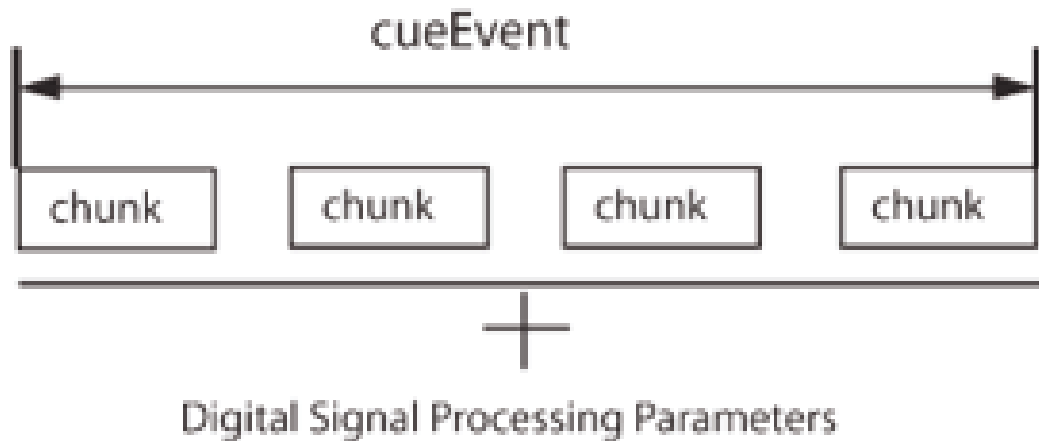 cueEvent
chunk chunk chunk chunk
Digital Signal Processing Parameters